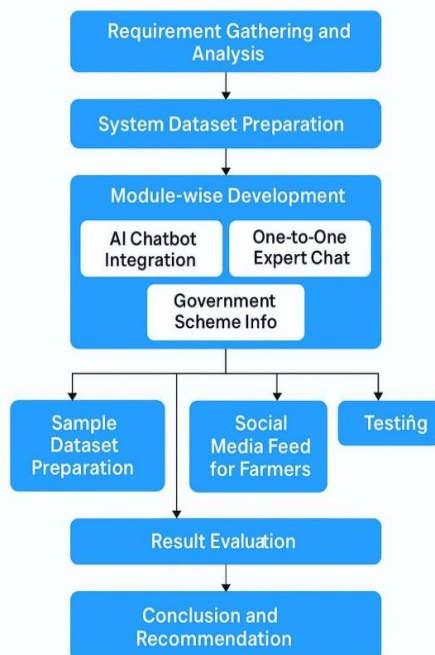 Requirement Gathering and
Analysis
System Dataset Preparation
Module-wise Development
AI Chatbot
Integration
One-to-One
Expert Chat
Government
Scheme Info
Sample
Dataset
Preparation
Social
Media Feed
for Farmers
Testing
Result Evaluation
Conclusion and
Recommendation